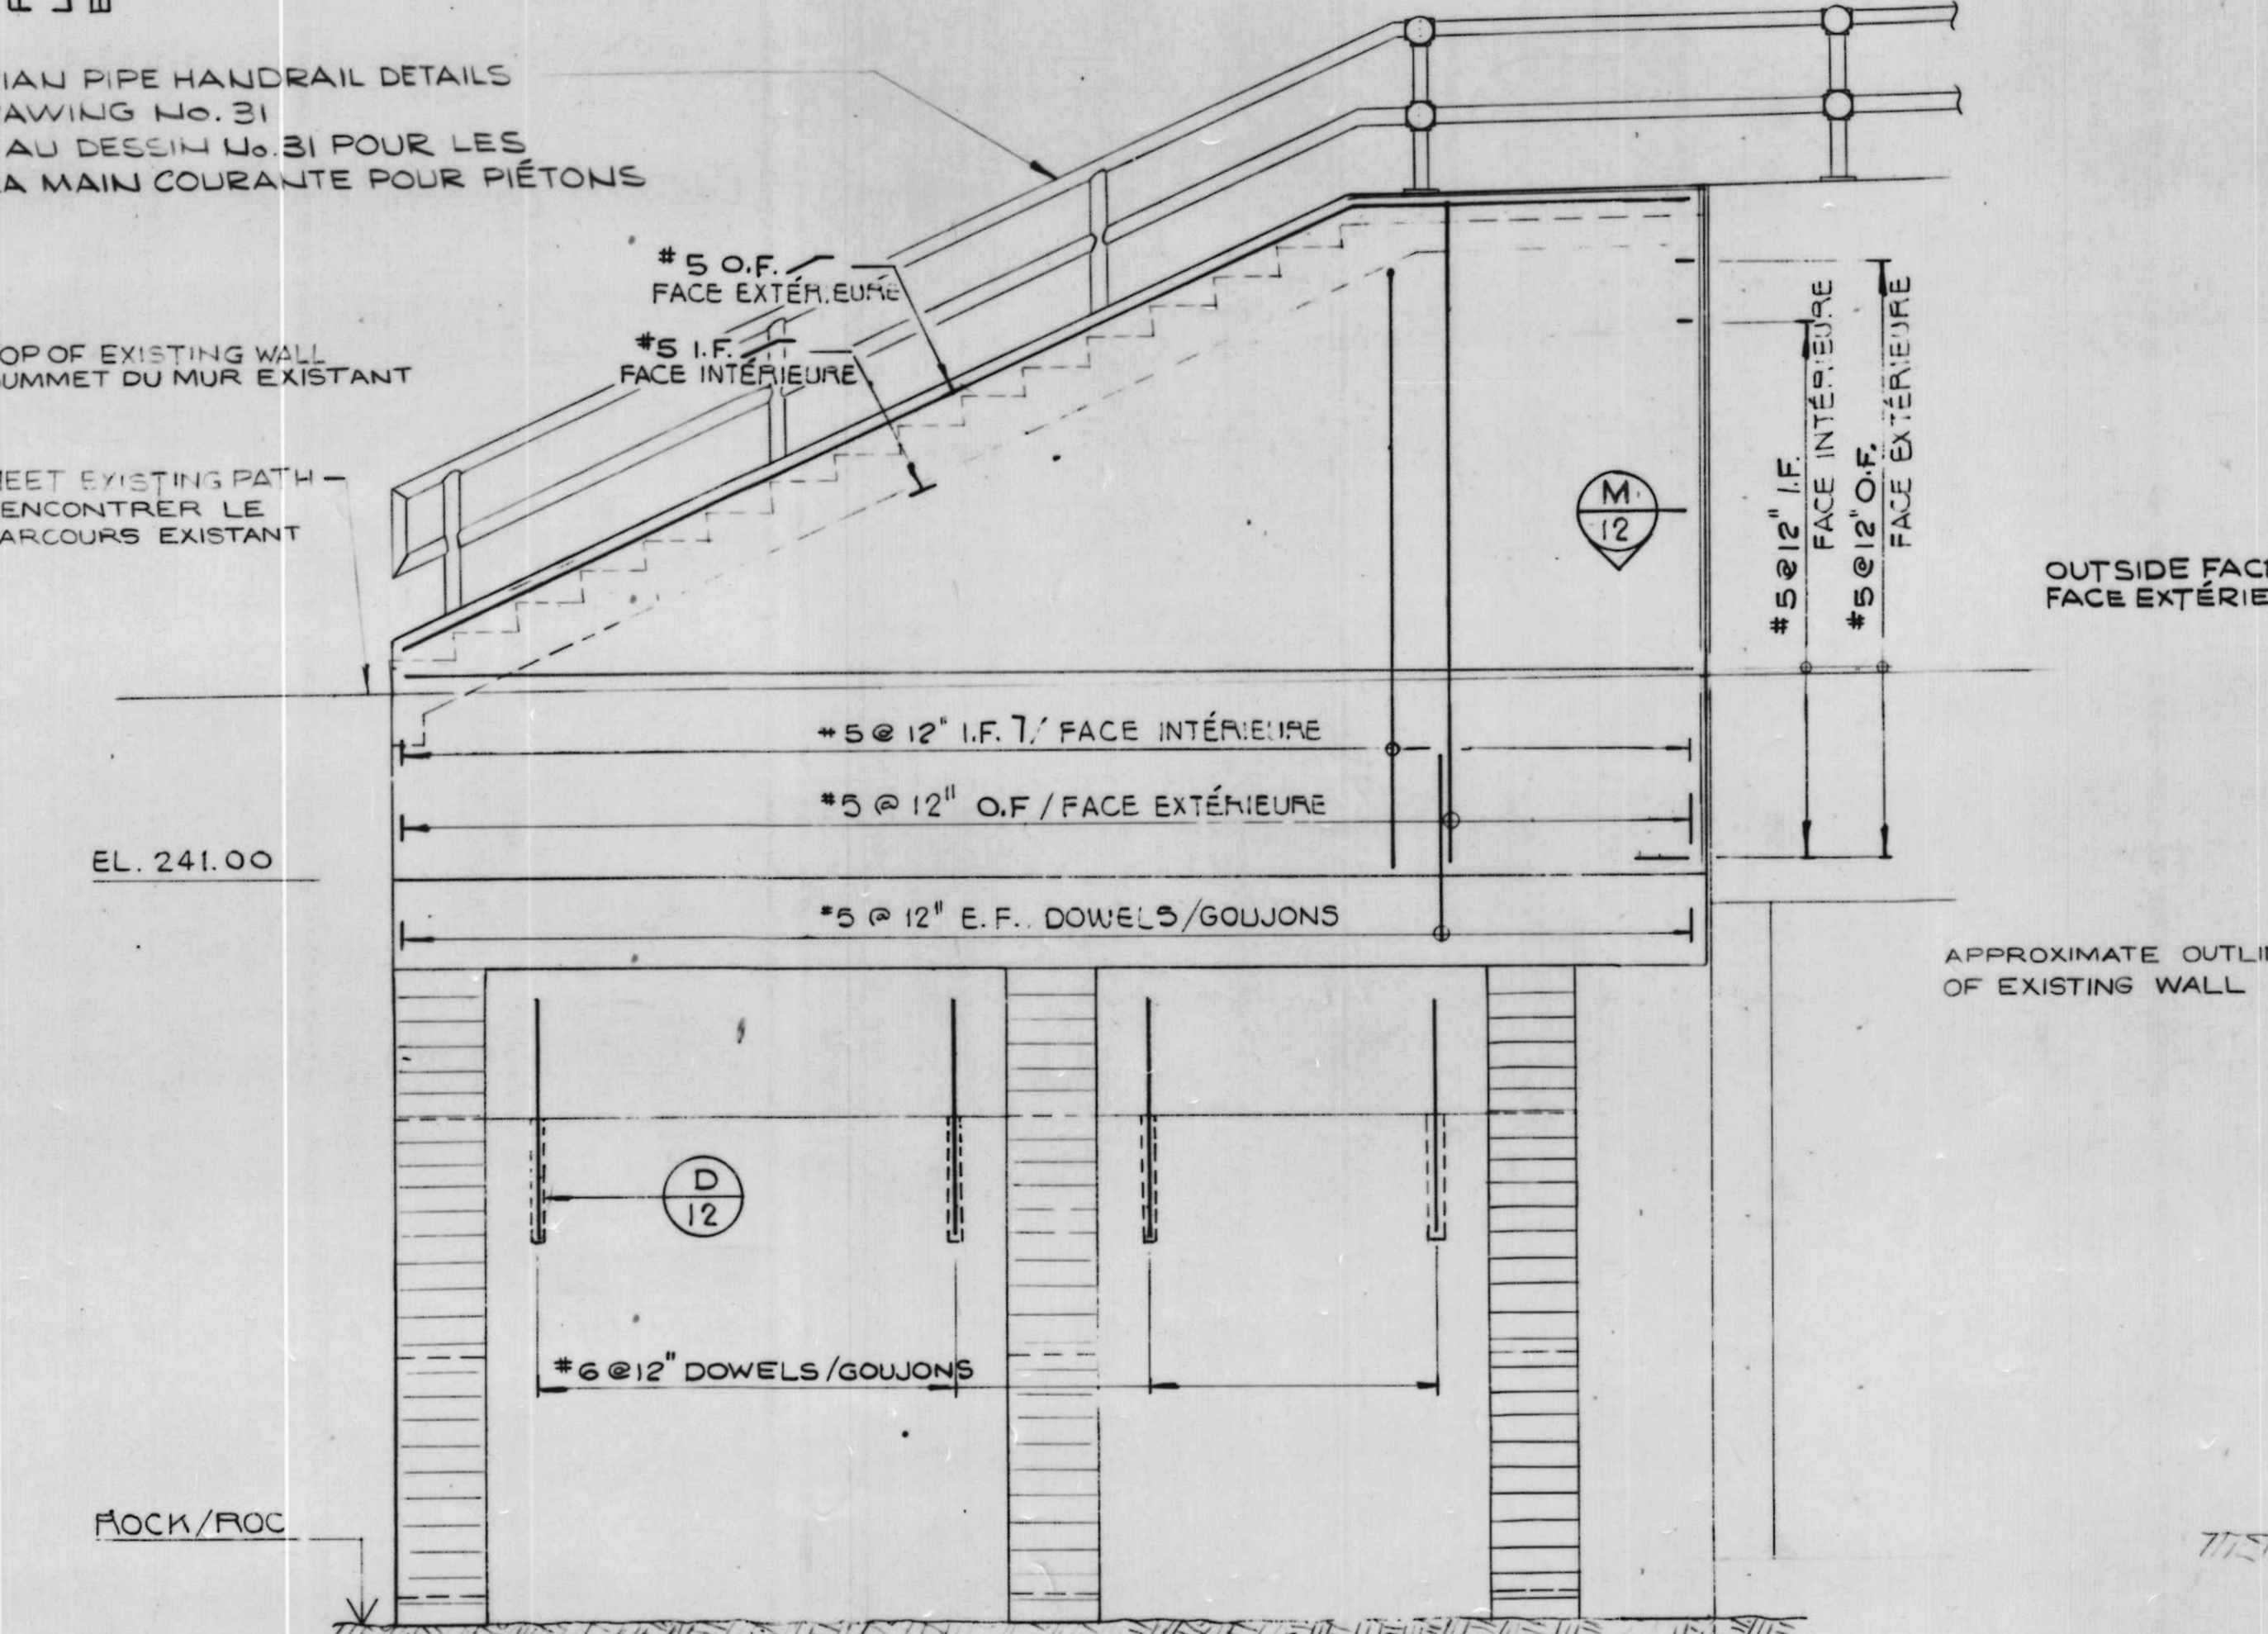 IAN PIPE HANDRAIL DETAILS
AWING No. 31
AU DESSIN No. 31 POUR LES
A MAIN COURANTE POUR PIÉTONS
#5 O.F.
FACE EXTÉRIEURE
#5 I.F.
FACE INTÉRIEURE
OP OF EXISTING WALL
UMMET DU MUR EXISTANT
EET EXISTING PATH
ENCONTRER LE
ARCOURS EXISTANT
M
12
#5@12" I.F.
FACE INTÉRIEURE
#5@12" O.F.
FACE EXTÉRIEURE
OUTSIDE FACE
FACE EXTÉRIE
#5@12" I.F. / FACE INTÉRIEURE
#5@12" O.F / FACE EXTÉRIEURE
EL. 241.00
#5@12" E.F. DOWELS/GOUJONS
APPROXIMATE OUTLI
OF EXISTING WALL
D
12
#6@12" DOWELS/GOUJONS
ROCK/ROC